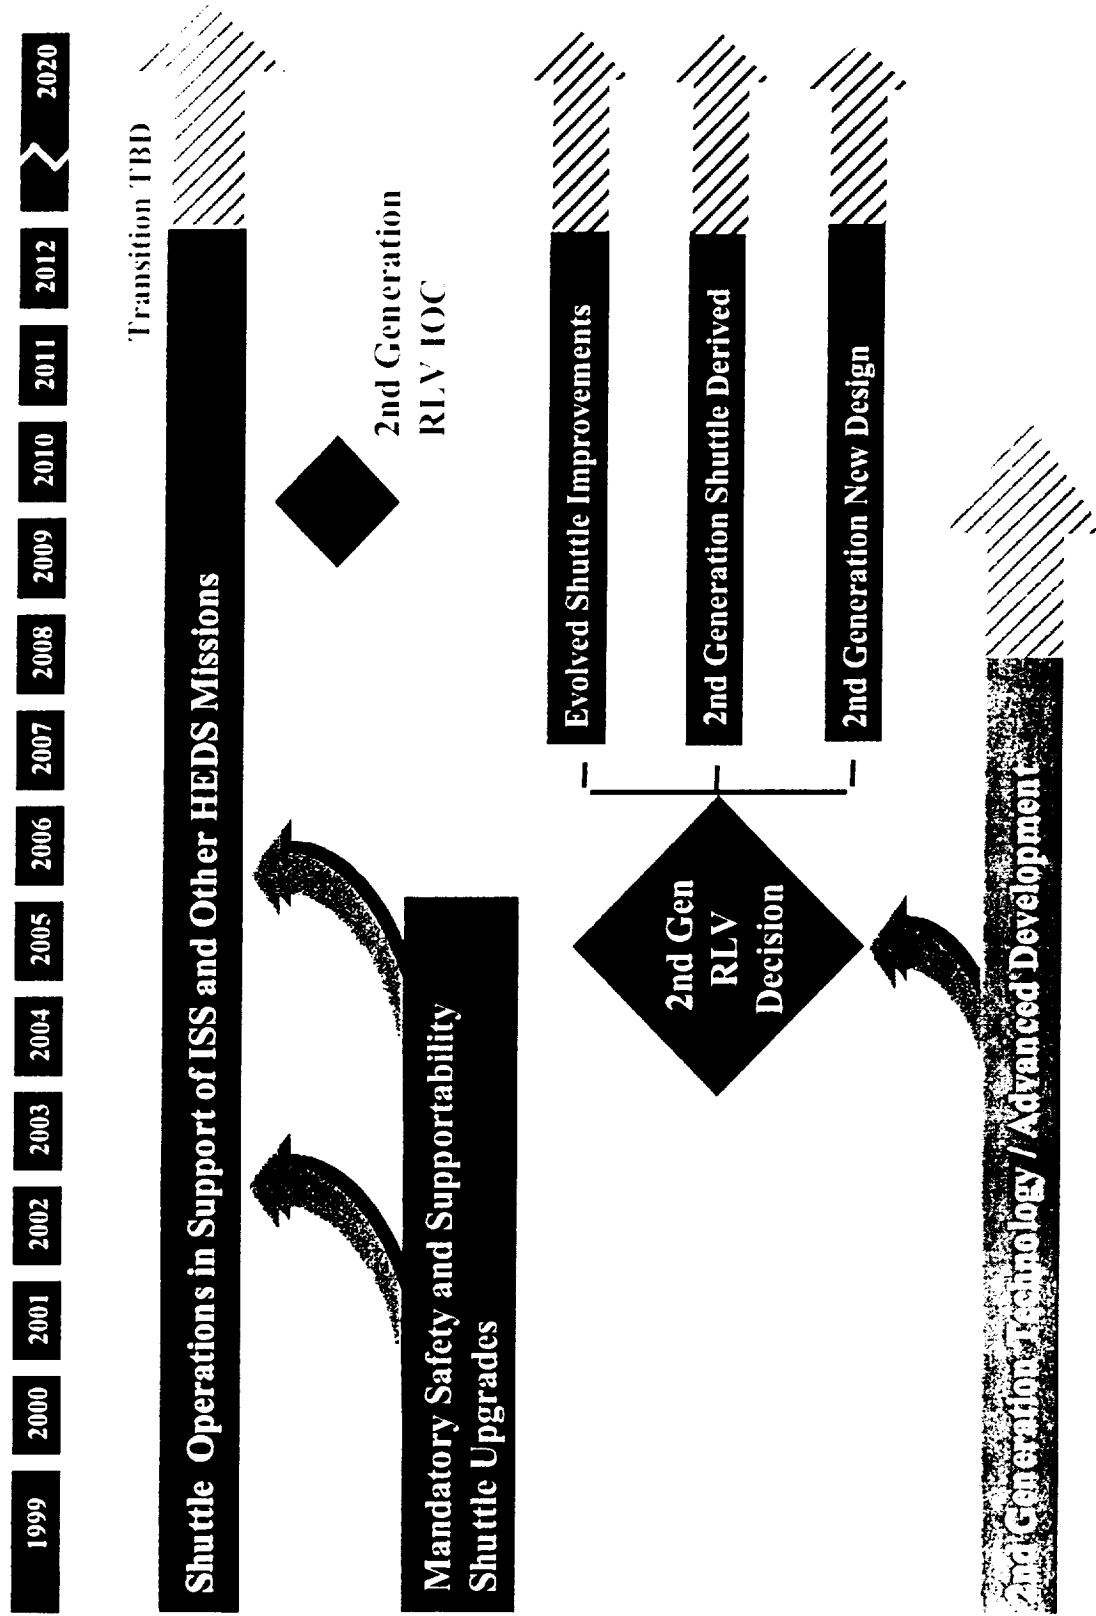 1999 2000 2001 2002 2003 2004 2005 2006 2007 2008 2009 2010 2011 2012 2020
Transition TBD
Shuttle Operations in Support of ISS and Other HEDS Missions
2nd Generation
RLV IOC
Mandatory Safety and Supportability
Shuttle Upgrades
Evolved Shuttle Improvements
2nd Gen
RLV
Decision
2nd Generation Shuttle Derived
2nd Generation New Design
2nd Generation Technology / Advanced Development